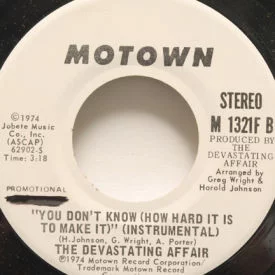 MOTOWN
©1974
Jobete Music
Co., Inc.
(ASCAP)
62902-S
Time: 3:18
STEREO
M 1321F B
PRODUCED BY
THE
DEVASTATING
AFFAIR
Arranged by
Greg Wright &
Harold Johnson
PROMOTIONAL
"YOU DON'T KNOW (HOW HARD IT IS
TO MAKE IT)" (INSTRUMENTAL)
(H. Johnson, G. Wright, A. Porter)
THE DEVASTATING AFFAIR
℗1974 Motown Record Corporation
Trademark Motown Record